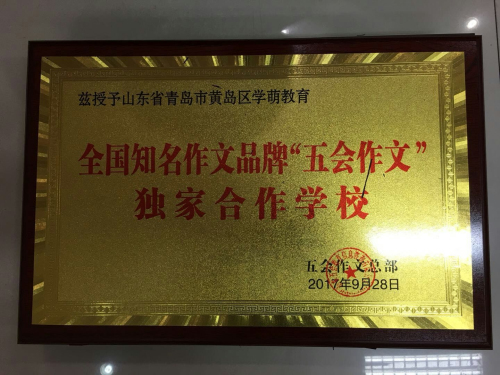 兹授予山东省青岛市黄岛区学萌教育
全国知名作文品牌“五会作文”
独家合作学校
五会作文总部
2017年9月28日